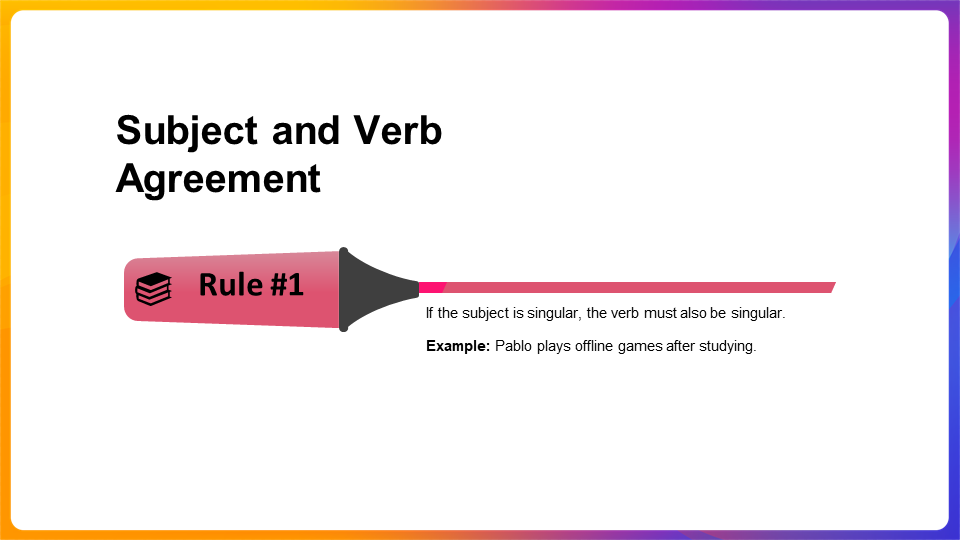 Subject and Verb
Agreement
Rule #1
If the subject is singular, the verb must also be singular.
Example: Pablo plays offline games after studying.